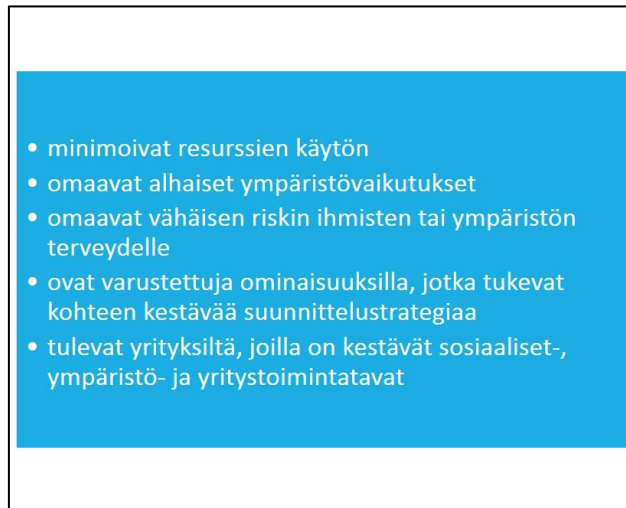 • minimoivat resurssien käytön
• omaavat alhaiset ympäristövaikutukset
• omaavat vähäisen riskin ihmisten tai ympäristön
terveydelle
• ovat varustettuja ominaisuuksilla, jotka tukevat
kohteen kestävää suunnittelustrategiaa
• tulevat yrityksiltä, joilla on kestävät sosiaaliset-,
ympäristö- ja yritystoimintatavat